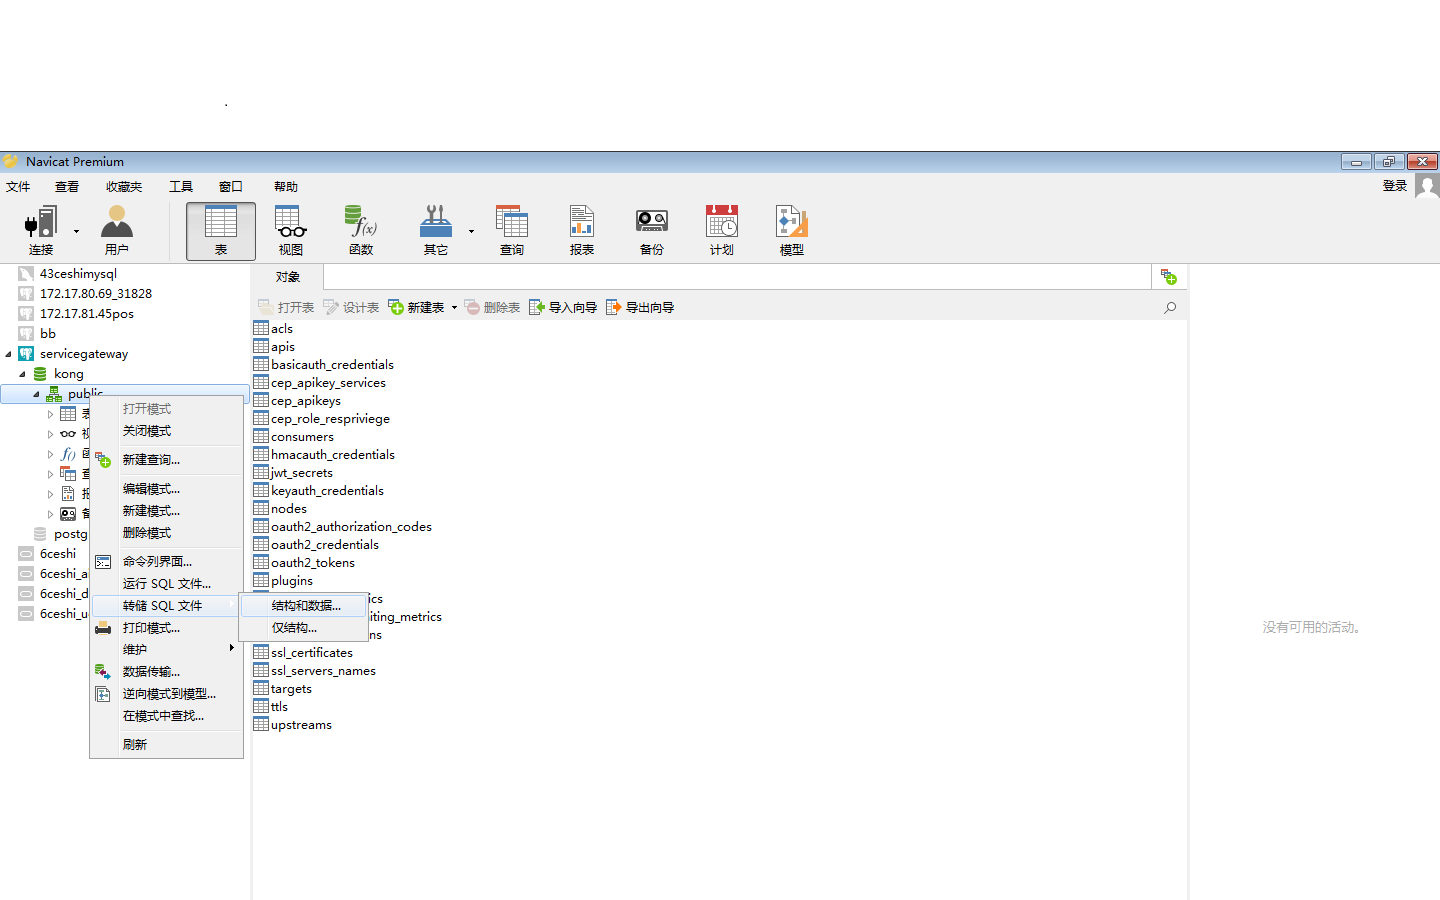 Navicat Premium
文件 查看 收藏夹 工具 窗口 帮助 登录
连接 用户 表 视图 函数 其它 查询 报表 备份 计划 模型
43ceshimysql
172.17.80.69_31828
172.17.81.45pos
bb
servicegateway
kong
public
postg
6ceshi
6ceshi_a
6ceshi_d
6ceshi_u
打开模式
关闭模式
新建查询...
编辑模式...
新建模式...
删除模式
命令列界面...
运行 SQL 文件...
转储 SQL 文件
打印模式...
维护
数据传输...
逆向模式到模型...
在模式中查找...
刷新
结构和数据...
仅结构...
对象
打开表 设计表 新建表 删除表 导入向导 导出向导
acls
apis
basicauth_credentials
cep_apikey_services
cep_apikeys
cep_role_respriviege
consumers
hmacauth_credentials
jwt_secrets
keyauth_credentials
nodes
oauth2_authorization_codes
oauth2_credentials
oauth2_tokens
plugins
ics
iting_metrics
ns
ssl_certificates
ssl_servers_names
targets
ttls
upstreams
没有可用的活动。